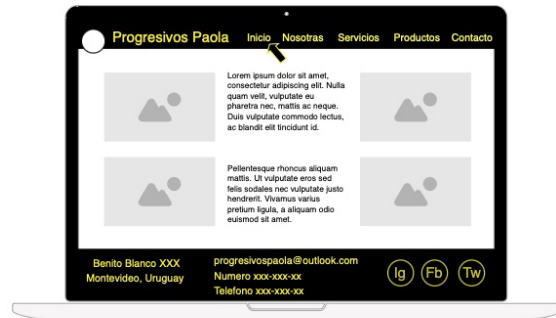 Progresivos Paola Inicio Nosotras Servicios Productos Contacto
Lorem ipsum dolor sit amet,
consectetur adipiscing elit. Nulla
quam velit, vulputate eu
pharetra nec, mattis ac neque.
Duis vulputate commodo lectus,
ac blandit elit tincidunt id.
Pellentesque rhoncus aliquam
mattis. Ut vulputate eros sed
felis sodales nec vulputate justo
hendrerit. Vivamus varius
pretium ligula, a aliquam odio
euismod sit amet.
Benito Blanco XXX
Montevideo, Uruguay
progresivospaola@outlook.com
Numero xxx-xxx-xx
Telefono xxx-xxx-xx
Ig Fb Tw